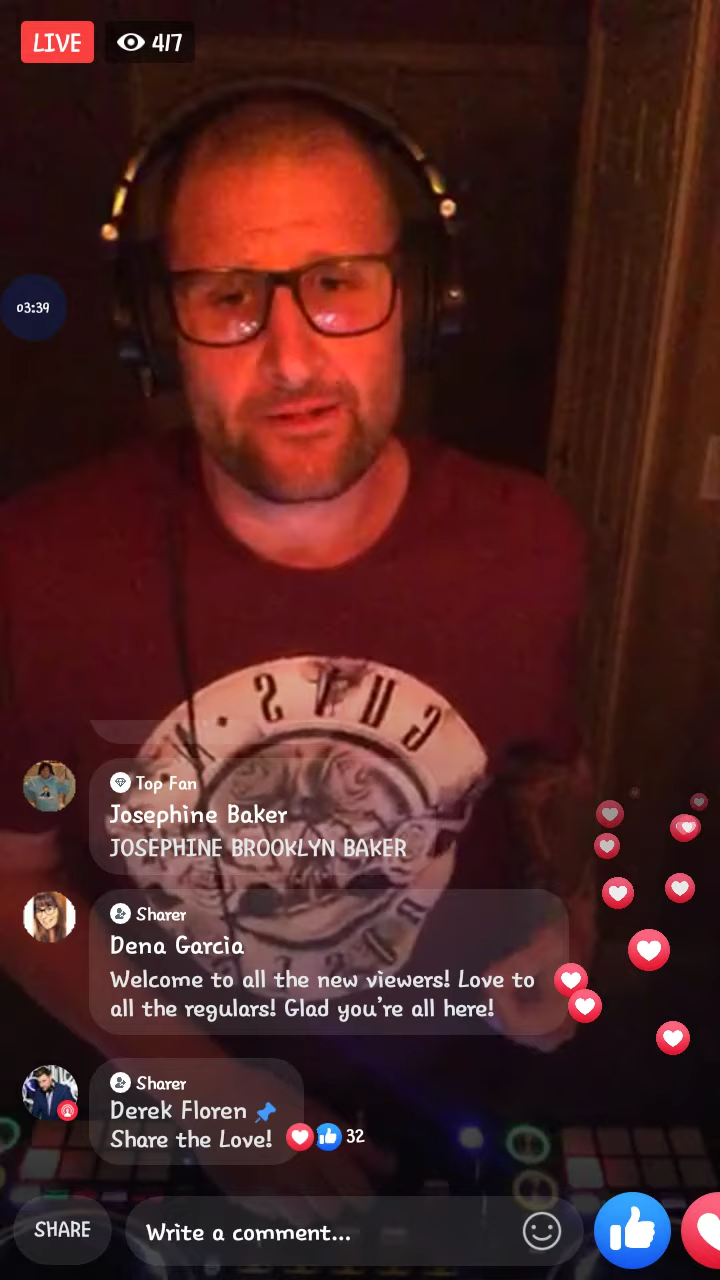 LIVE
417
03:39
GUNS • N
Top Fan
Josephine Baker
JOSEPHINE BROOKLYN BAKER
Sharer
Dena Garcia
Welcome to all the new viewers! Love to
all the regulars! Glad you're all here!
Sharer
Derek Floren
Share the Love!
32
SHARE
Write a comment...